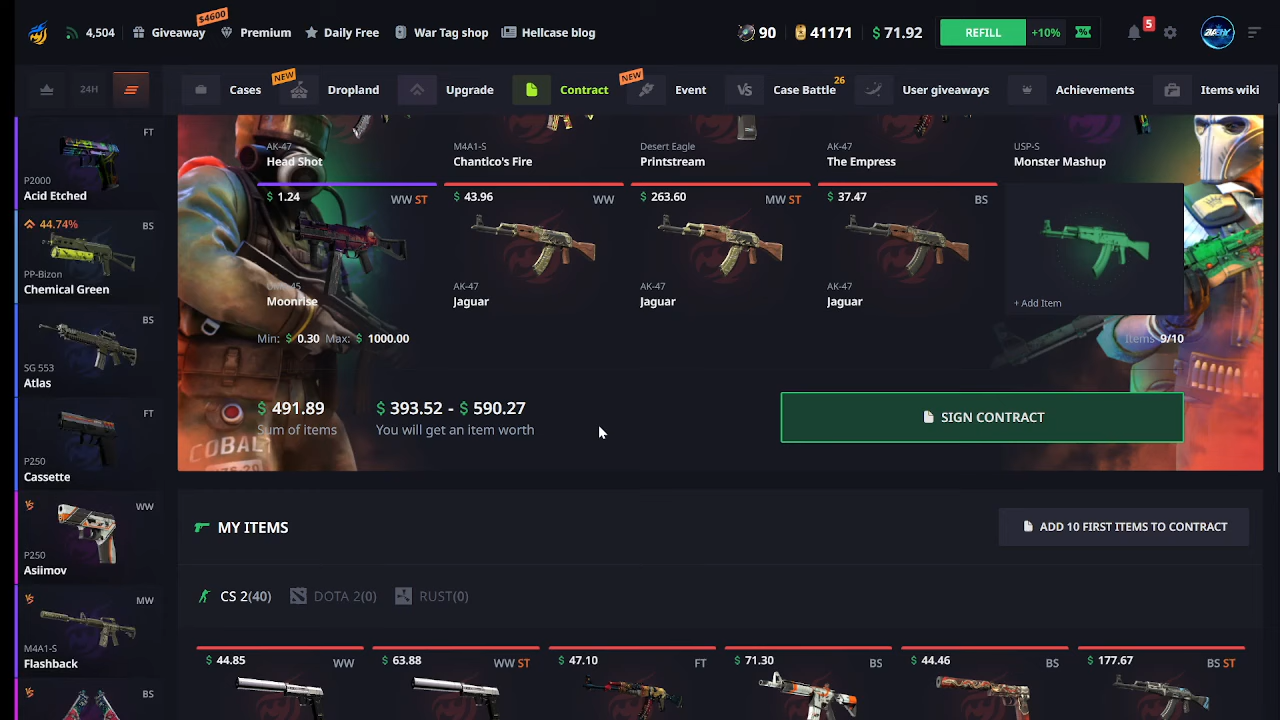 $4600
4,504 Giveaway Premium Daily Free War Tag shop Hellcase blog 90 41171 $ 71.92 REFILL +10% % 5
24H Cases NEW Dropland Upgrade Contract NEW Event VS Case Battle 26 User giveaways Achievements Items wiki
FT
P2000
Acid Etched
44.74% BS
PP-Bizon
Chemical Green
BS
SG 553
Atlas
FT
P250
Cassette
WW
P250
Asiimov
MW
M4A1-S
Flashback
BS
AK-47 M4A1-S Desert Eagle AK-47 USP-S
Head Shot Chantico's Fire Printstream The Empress Monster Mashup
$ 1.24 WW ST $ 43.96 WW $ 263.60 MW ST $ 37.47 BS
AK-47 AK-47 AK-47 + Add Item
Moonrise Jaguar Jaguar Jaguar
Min: $ 0.30 Max: $ 1000.00 Items 9/10
$ 491.89 $ 393.52 - $ 590.27 SIGN CONTRACT
Sum of items You will get an item worth
COBAL
MY ITEMS ADD 10 FIRST ITEMS TO CONTRACT
CS 2(40) DOTA 2(0) RUST(0)
$ 44.85 WW $ 63.88 WW ST $ 47.10 FT $ 71.30 BS $ 44.46 BS $ 177.67 BS ST